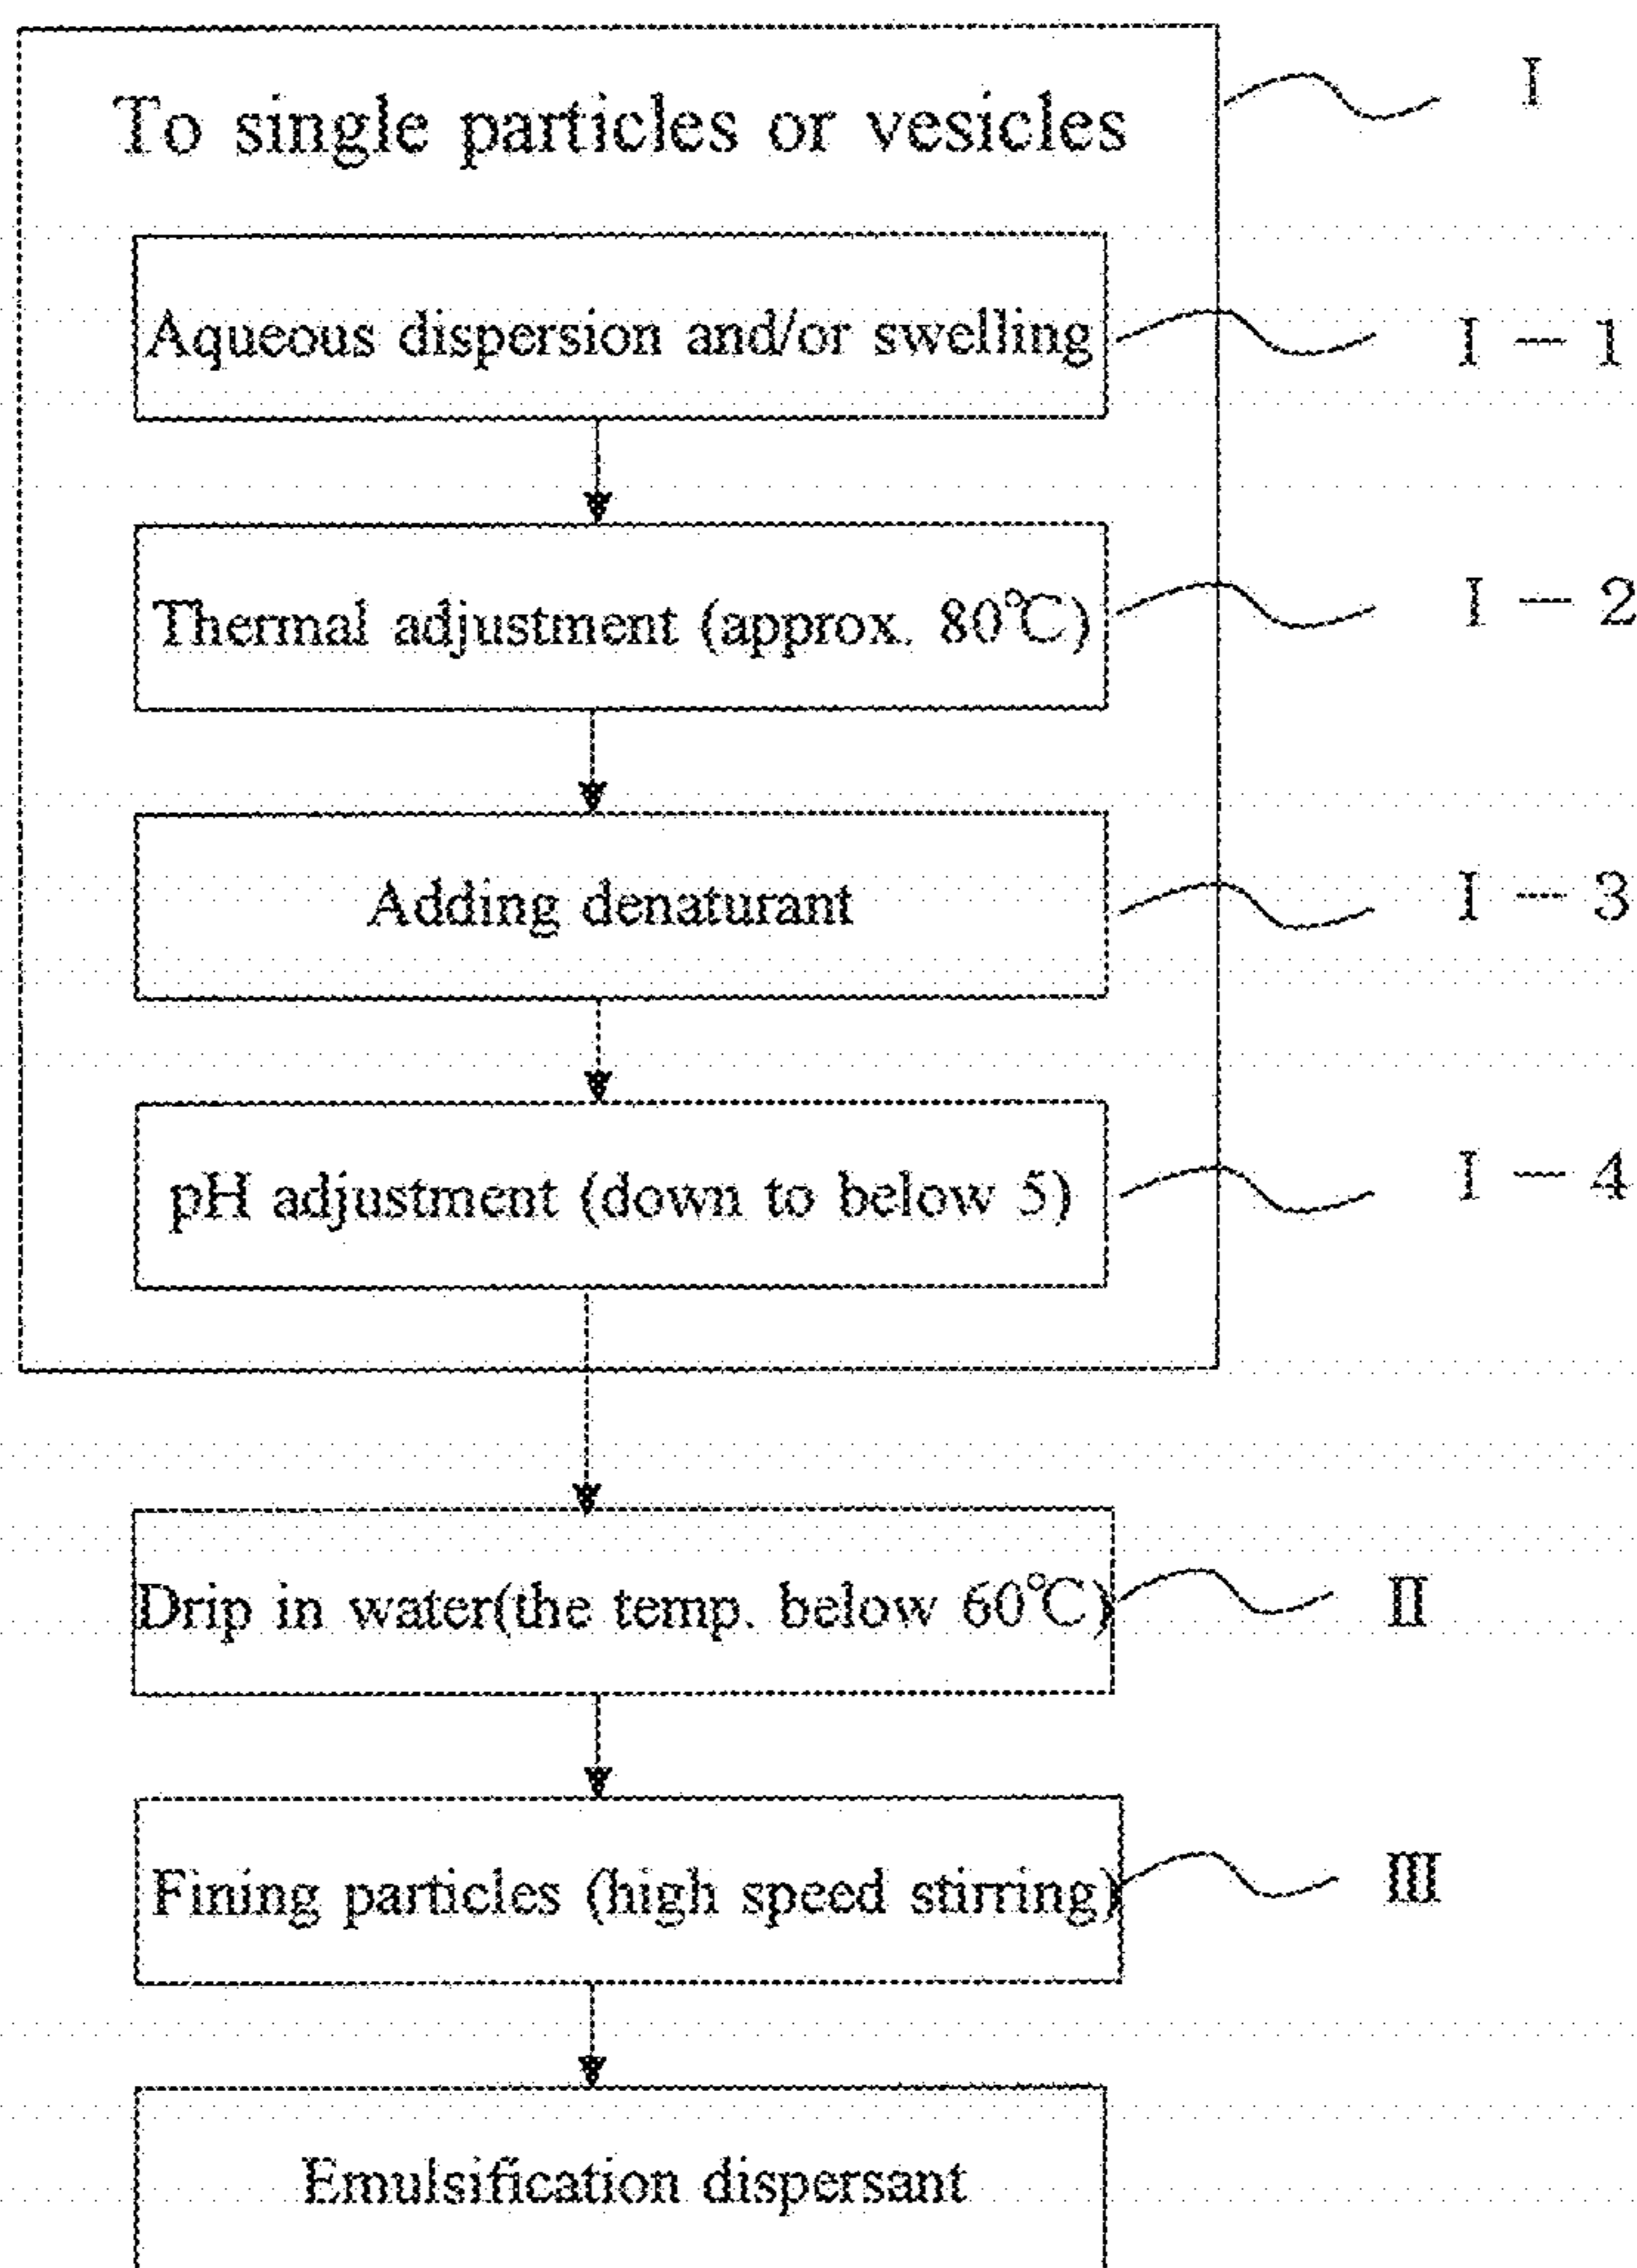 To single particles or vesicles
I
Aqueous dispersion and/or swelling
I－1
Thermal adjustment (approx. 80℃)
I－2
Adding denaturant
I－3
pH adjustment (down to below 5)
I－4
Drip in water(the temp. below 60℃)
II
Fining particles (high speed stirring)
III
Emulsification dispersant